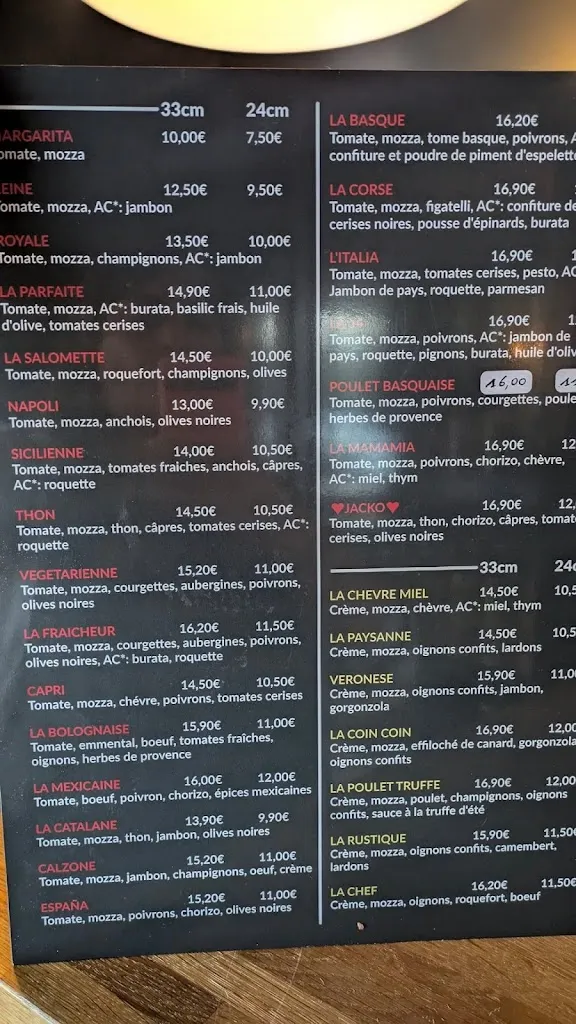 33cm 24cm
MARGARITA 10,00€ 7,50€
Tomate, mozza
REINE 12,50€ 9,50€
Tomate, mozza, AC*: jambon
ROYALE 13,50€ 10,00€
Tomate, mozza, champignons, AC*: jambon
LA PARFAITE 14,90€ 11,00€
Tomate, mozza, AC*: burata, basilic frais, huile
d'olive, tomates cerises
LA SALOMETTE 14,50€ 10,00€
Tomate, mozza, roquefort, champignons, olives
NAPOLI 13,00€ 9,90€
Tomate, mozza, anchois, olives noires
SICILIENNE 14,00€ 10,50€
Tomate, mozza, tomates fraiches, anchois, câpres,
AC*: roquette
THON 14,50€ 10,50€
Tomate, mozza, thon, câpres, tomates cerises, AC*:
roquette
VEGETARIENNE 15,20€ 11,00€
Tomate, mozza, courgettes, aubergines, poivrons,
olives noires
LA FRAICHEUR 16,20€ 11,50€
Tomate, mozza, courgettes, aubergines, poivrons,
olives noires, AC*: burata, roquette
CAPRI 14,50€ 10,50€
Tomate, mozza, chévre, poivrons, tomates cerises
LA BOLOGNAISE 15,90€ 11,00€
Tomate, emmental, boeuf, tomates fraîches,
oignons, herbes de provence
LA MEXICAINE 16,00€ 12,00€
Tomate, boeuf, poivron, chorizo, épices mexicaines
LA CATALANE 13,90€ 9,90€
Tomate, mozza, thon, jambon, olives noires
CALZONE 15,20€ 11,00€
Tomate, mozza, jambon, champignons, oeuf, crème
ESPAÑA 15,20€ 11,00€
Tomate, mozza, poivrons, chorizo, olives noires
LA BASQUE 16,20€
Tomate, mozza, tome basque, poivrons, A
confiture et poudre de piment d'espelette
LA CORSE 16,90€
Tomate, mozza, figatelli, AC*: confiture de
cerises noires, pousse d'épinards, burata
L'ITALIA 16,90€
Tomate, mozza, tomates cerises, pesto, AC
Jambon de pays, roquette, parmesan
16,90€
Tomate, mozza, poivrons, AC*: jambon de
pays, roquette, pignons, burata, huile d'oliv
POULET BASQUAISE 16,00
Tomate, mozza, poivrons, courgettes, poule
herbes de provence
LA MAMAMIA 16,90€ 12
Tomate, mozza, poivrons, chorizo, chèvre,
AC*: miel, thym
♥JACKO♥ 16,90€ 12,
Tomate, mozza, thon, chorizo, câpres, tomate
cerises, olives noires
33cm 24c
LA CHEVRE MIEL 14,50€ 10,5
Crème, mozza, chèvre, AC*: miel, thym
LA PAYSANNE 14,50€ 10,5
Crème, mozza, oignons confits, lardons
VERONESE 15,90€ 11,0
Crème, mozza, oignons confits, jambon,
gorgonzola
LA COIN COIN 16,90€ 12,00
Crème, mozza, effiloché de canard, gorgonzola
oignons confits
LA POULET TRUFFE 16,90€ 12,00
Crème, mozza, poulet, champignons, oignons
confits, sauce à la truffe d'été
LA RUSTIQUE 15,90€ 11,50€
Crème, mozza, oignons confits, camembert,
lardons
LA CHEF 16,20€ 11,50€
Crème, mozza, oignons, roquefort, boeuf